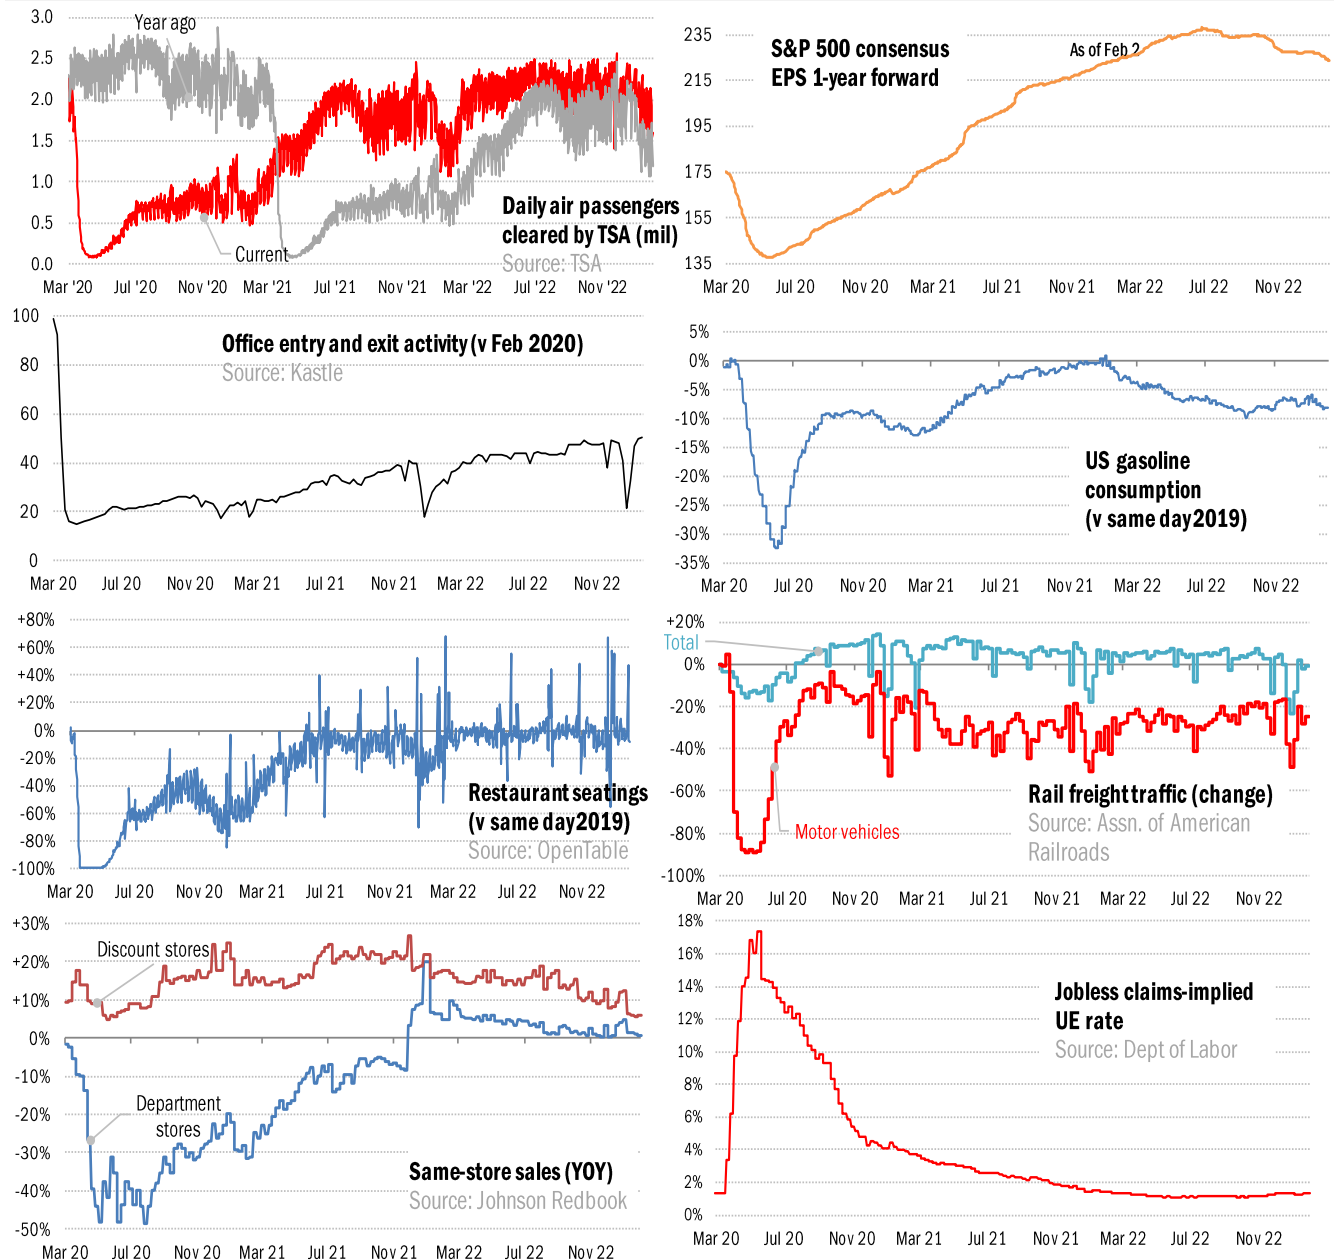 3.0
2.5
2.0
1.5
1.0
0.5
0.0
Year ago
Current
Daily air passengers
cleared by TSA (mil)
Source: TSA
Mar '20 Jul '20 Nov '20 Mar '21 Jul '21 Nov '21 Mar '22 Jul '22 Nov '22
235
215
195
175
155
135
S&P 500 consensus
EPS 1-year forward
As of Feb 2
Mar 20 Jul 20 Nov 20 Mar 21 Jul 21 Nov 21 Mar 22 Jul 22 Nov 22
100
80
60
40
20
0
Office entry and exit activity (v Feb 2020)
Source: Kastle
Mar 20 Jul 20 Nov 20 Mar 21 Jul 21 Nov 21 Mar 22 Jul 22 Nov 22
5%
0%
-5%
-10%
-15%
-20%
-25%
-30%
-35%
US gasoline
consumption
(v same day2019)
Mar 20 Jul 20 Nov 20 Mar 21 Jul 21 Nov 21 Mar 22 Jul 22 Nov 22
+80%
+60%
+40%
+20%
0%
-20%
-40%
-60%
-80%
-100%
Restaurant seatings
(v same day2019)
Source: OpenTable
Mar 20 Jul 20 Nov 20 Mar 21 Jul 21 Nov 21 Mar 22 Jul 22 Nov 22
+20%
0%
-20%
-40%
-60%
-80%
-100%
Total
Motor vehicles
Rail freight traffic (change)
Source: Assn. of American
Railroads
Mar 20 Jul 20 Nov 20 Mar 21 Jul 21 Nov 21 Mar 22 Jul 22 Nov 22
+30%
+20%
+10%
0%
-10%
-20%
-30%
-40%
-50%
Discount stores
Department
stores
Same-store sales (YOY)
Source: Johnson Redbook
Mar 20 Jul 20 Nov 20 Mar 21 Jul 21 Nov 21 Mar 22 Jul 22 Nov 22
18%
16%
14%
12%
10%
8%
6%
4%
2%
0%
Jobless claims-implied
UE rate
Source: Dept of Labor
Mar 20 Jul 20 Nov 20 Mar 21 Jul 21 Nov 21 Mar 22 Jul 22 Nov 22